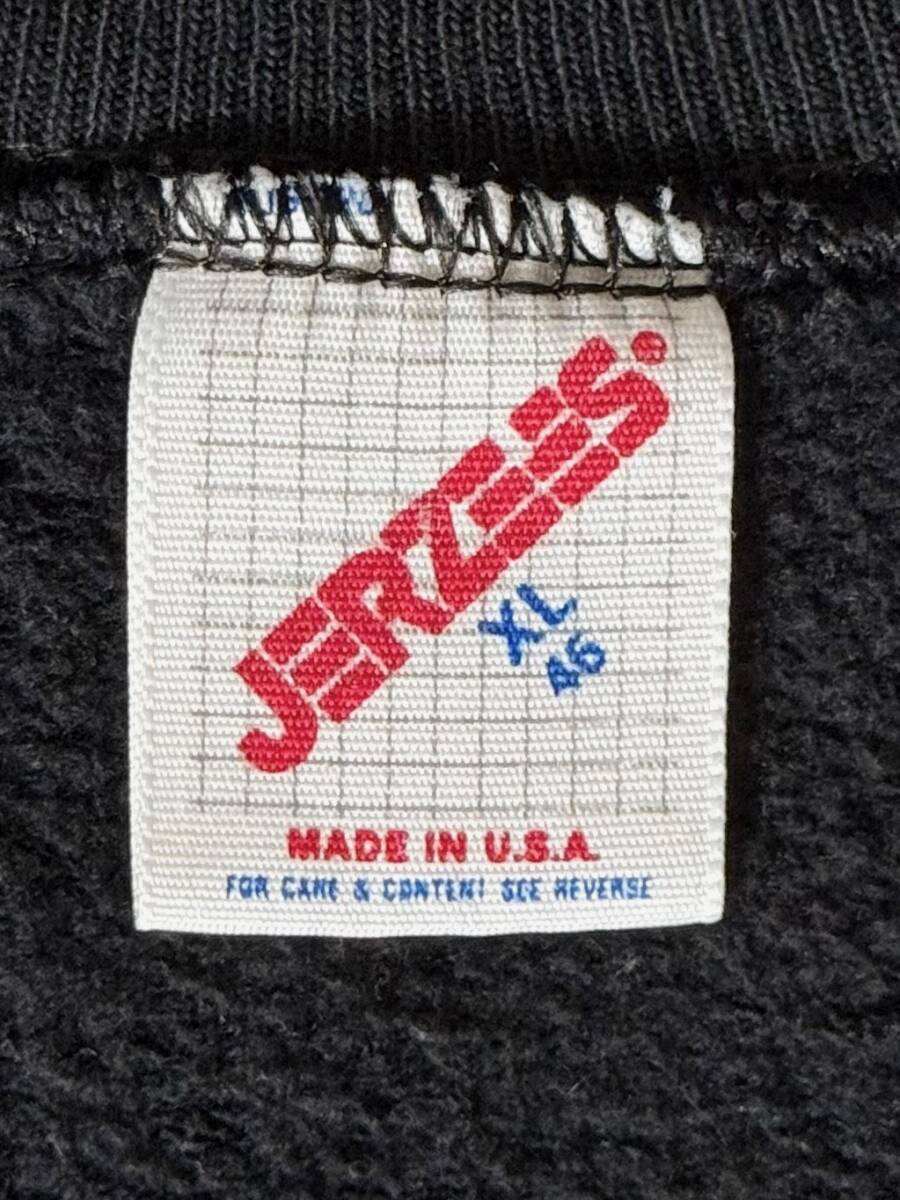 JERZEES.
XL
46
MADE IN U.S.A.
FOR CARE & CONTENT SEE REVERSE